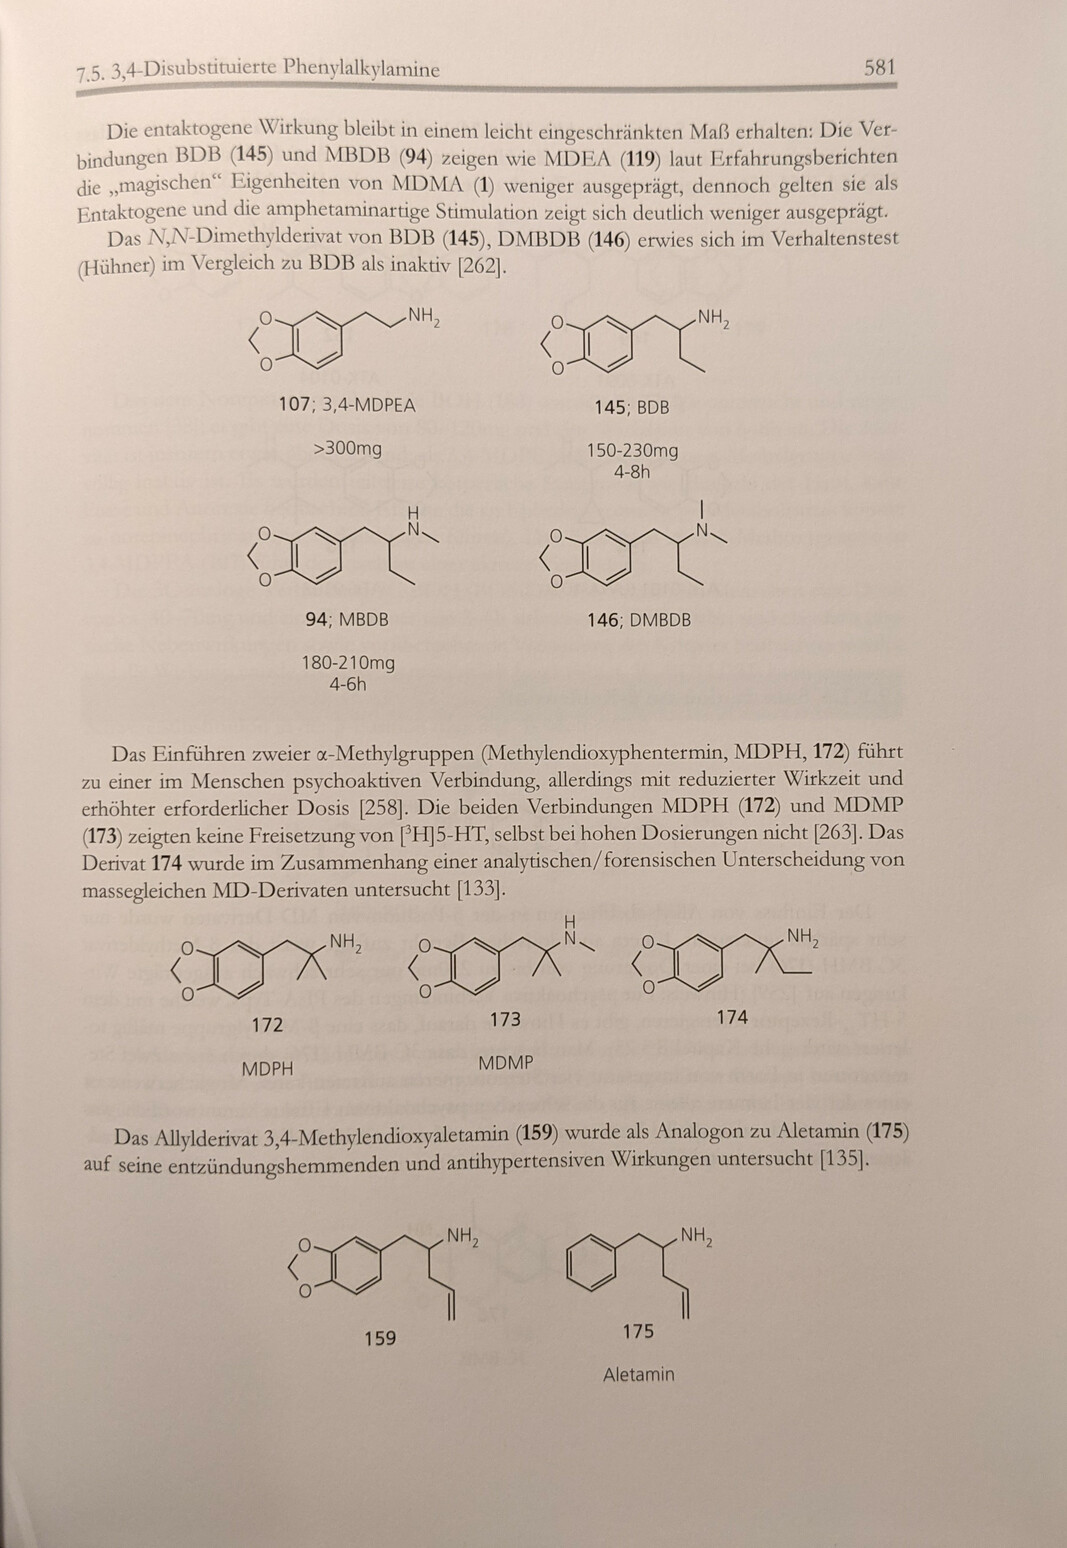 7.5. 3,4-Disubstituierte Phenylalkylamine 581
Die entaktogene Wirkung bleibt in einem leicht eingeschränkten Maß erhalten: Die Ver-
bindungen BDB (145) und MBDB (94) zeigen wie MDEA (119) laut Erfahrungsberichten
die „magischen“ Eigenheiten von MDMA (1) weniger ausgeprägt, dennoch gelten sie als
Entaktogene und die amphetaminartige Stimulation zeigt sich deutlich weniger ausgeprägt.
Das N,N-Dimethylderivat von BDB (145), DMBDB (146) erwies sich im Verhaltenstest
(Hühner) im Vergleich zu BDB als inaktiv [262].
O O NH2
O O NH2
107; 3,4-MDPEA
145; BDB
>300mg
150-230mg
4-8h
O O H N
O O N
94; MBDB
146; DMBDB
180-210mg
4-6h
Das Einführen zweier α-Methylgruppen (Methylendioxyphentermin, MDPH, 172) führt
zu einer im Menschen psychoaktiven Verbindung, allerdings mit reduzierter Wirkzeit und
erhöhter erforderlicher Dosis [258]. Die beiden Verbindungen MDPH (172) und MDMP
(173) zeigten keine Freisetzung von [³H]5-HT, selbst bei hohen Dosierungen nicht [263]. Das
Derivat 174 wurde im Zusammenhang einer analytischen/forensischen Unterscheidung von
massegleichen MD-Derivaten untersucht [133].
O O NH2
O O H N
O O NH2
172
173
174
MDPH
MDMP
Das Allylderivat 3,4-Methylendioxyaletamin (159) wurde als Analogon zu Aletamin (175)
auf seine entzündungshemmenden und antihypertensiven Wirkungen untersucht [135].
O O NH2
NH2
159
175
Aletamin